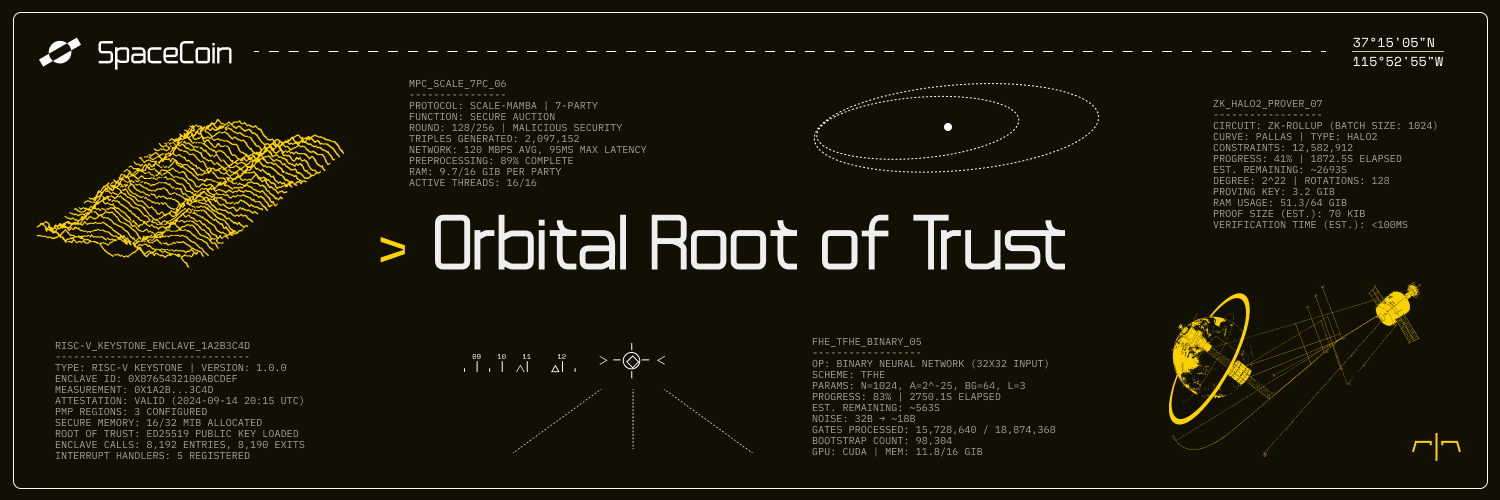 SpaceCoin
37°15'05"N
115°52'55"W
MPC_SCALE_7PC_06
----------------
PROTOCOL: SCALE-MAMBA | 7-PARTY
FUNCTION: SECURE AUCTION
ROUND: 128/256 | MALICIOUS SECURITY
TRIPLES GENERATED: 2,097,152
NETWORK: 120 MBPS AVG, 95MS MAX LATENCY
PREPROCESSING: 89% COMPLETE
RAM: 9.7/16 GIB PER PARTY
ACTIVE THREADS: 16/16
ZK_HALO2_PROVER_07
------------------
CIRCUIT: ZK-ROLLUP (BATCH SIZE: 1024)
CURVE: PALLAS | TYPE: HALO2
CONSTRAINTS: 12,582,912
PROGRESS: 41% | 1872.5S ELAPSED
EST. REMAINING: ~2693S
DEGREE: 2^22 | ROTATIONS: 128
PROVING KEY: 3.2 GIB
RAM USAGE: 51.3/64 GIB
PROOF SIZE (EST.): 70 KIB
VERIFICATION TIME (EST.): <100MS
> Orbital Root of Trust
RISC-V_KEYSTONE_ENCLAVE_1A2B3C4D
--------------------------------
TYPE: RISC-V KEYSTONE | VERSION: 1.0.0
ENCLAVE ID: 0X8765432100ABCDEF
MEASUREMENT: 0X1A2B...3C4D
ATTESTATION: VALID (2024-09-14 20:15 UTC)
PMP REGIONS: 3 CONFIGURED
SECURE MEMORY: 16/32 MIB ALLOCATED
ROOT OF TRUST: ED25519 PUBLIC KEY LOADED
ENCLAVE CALLS: 8,192 ENTRIES, 8,190 EXITS
INTERRUPT HANDLERS: 5 REGISTERED
09 10 11 12
FHE_TFHE_BINARY_05
------------------
OP: BINARY NEURAL NETWORK (32X32 INPUT)
SCHEME: TFHE
PARAMS: N=1024, A=2^-25, BG=64, L=3
PROGRESS: 83% | 2750.1S ELAPSED
EST. REMAINING: ~563S
NOISE: 32B → ~18B
GATES PROCESSED: 15,728,640 / 18,874,368
BOOTSTRAP COUNT: 98,304
GPU: CUDA | MEM: 11.8/16 GIB